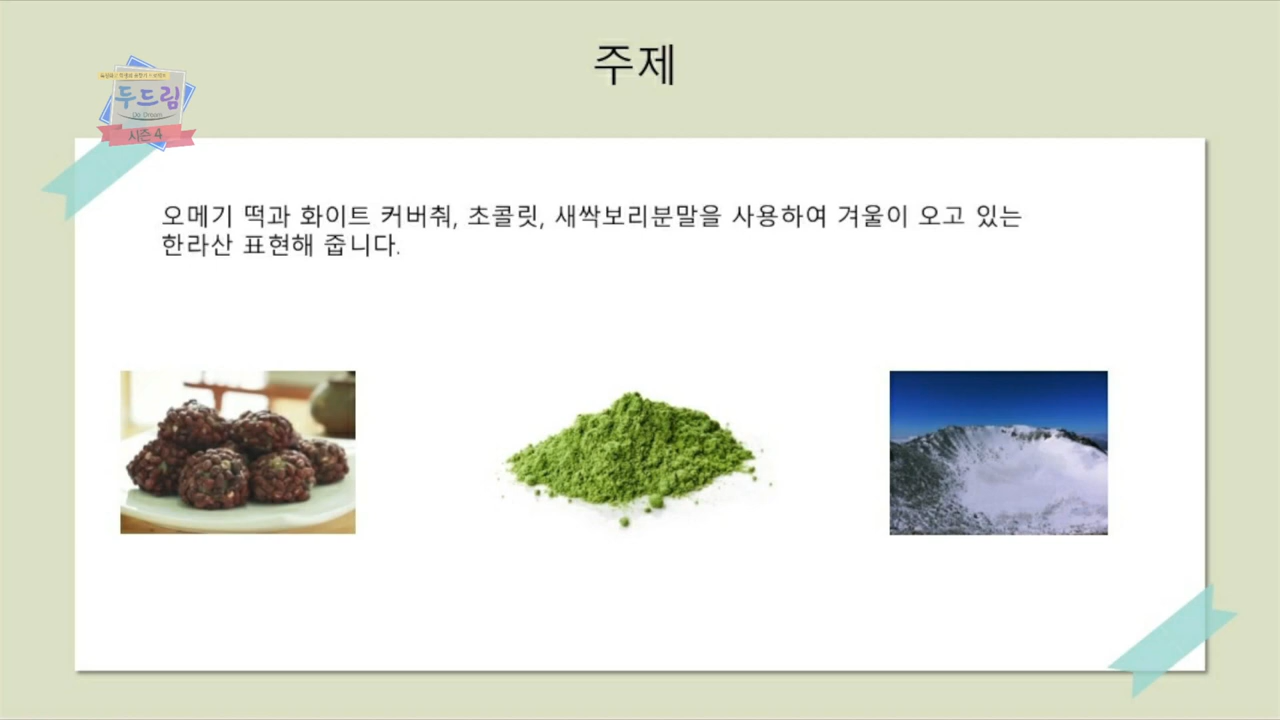 주제
두드림
Do Dream
시즌 4
오메기 떡과 화이트 커버춰, 초콜릿, 새싹보리분말을 사용하여 겨울이 오고 있는
한라산 표현해 줍니다.